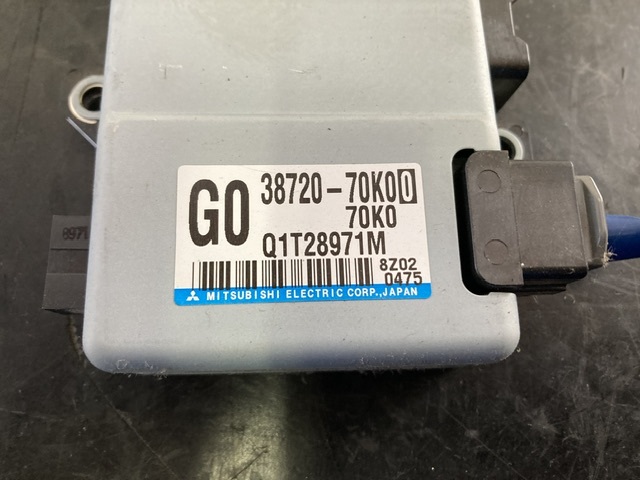 G0
38720-70K00
70K0
Q1T28971M
8Z02
0475
MITSUBISHI ELECTRIC CORP.,JAPAN